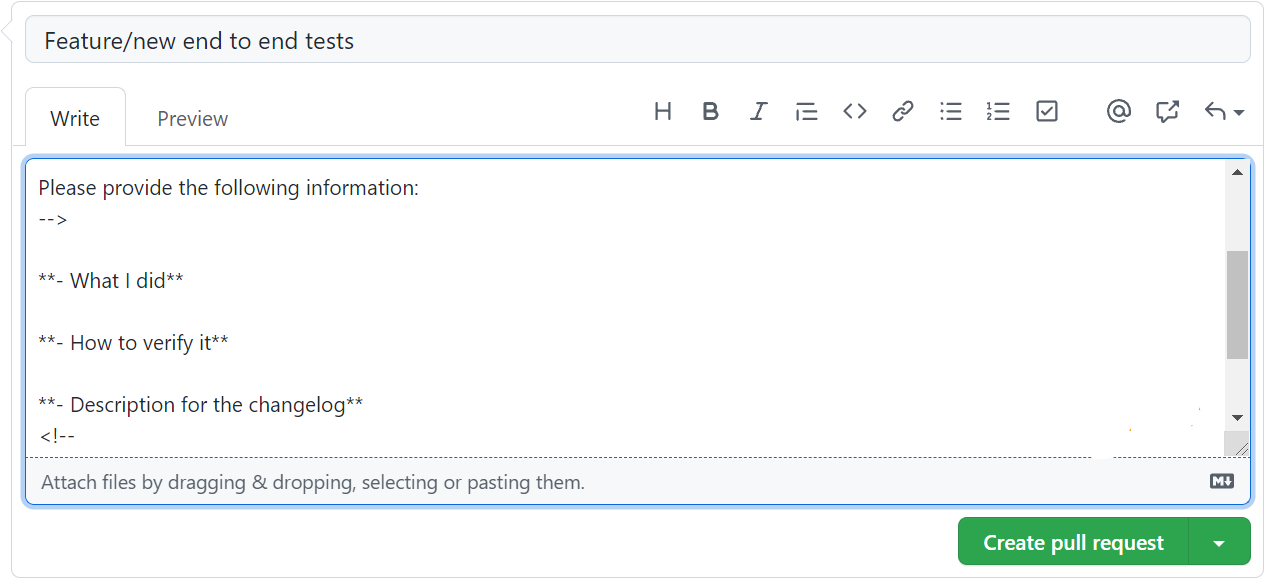 Feature/new end to end tests
Write Preview
Please provide the following information:
-->
**- What I did**
**- How to verify it**
**- Description for the changelog**
<!--
Attach files by dragging & dropping, selecting or pasting them.
Create pull request